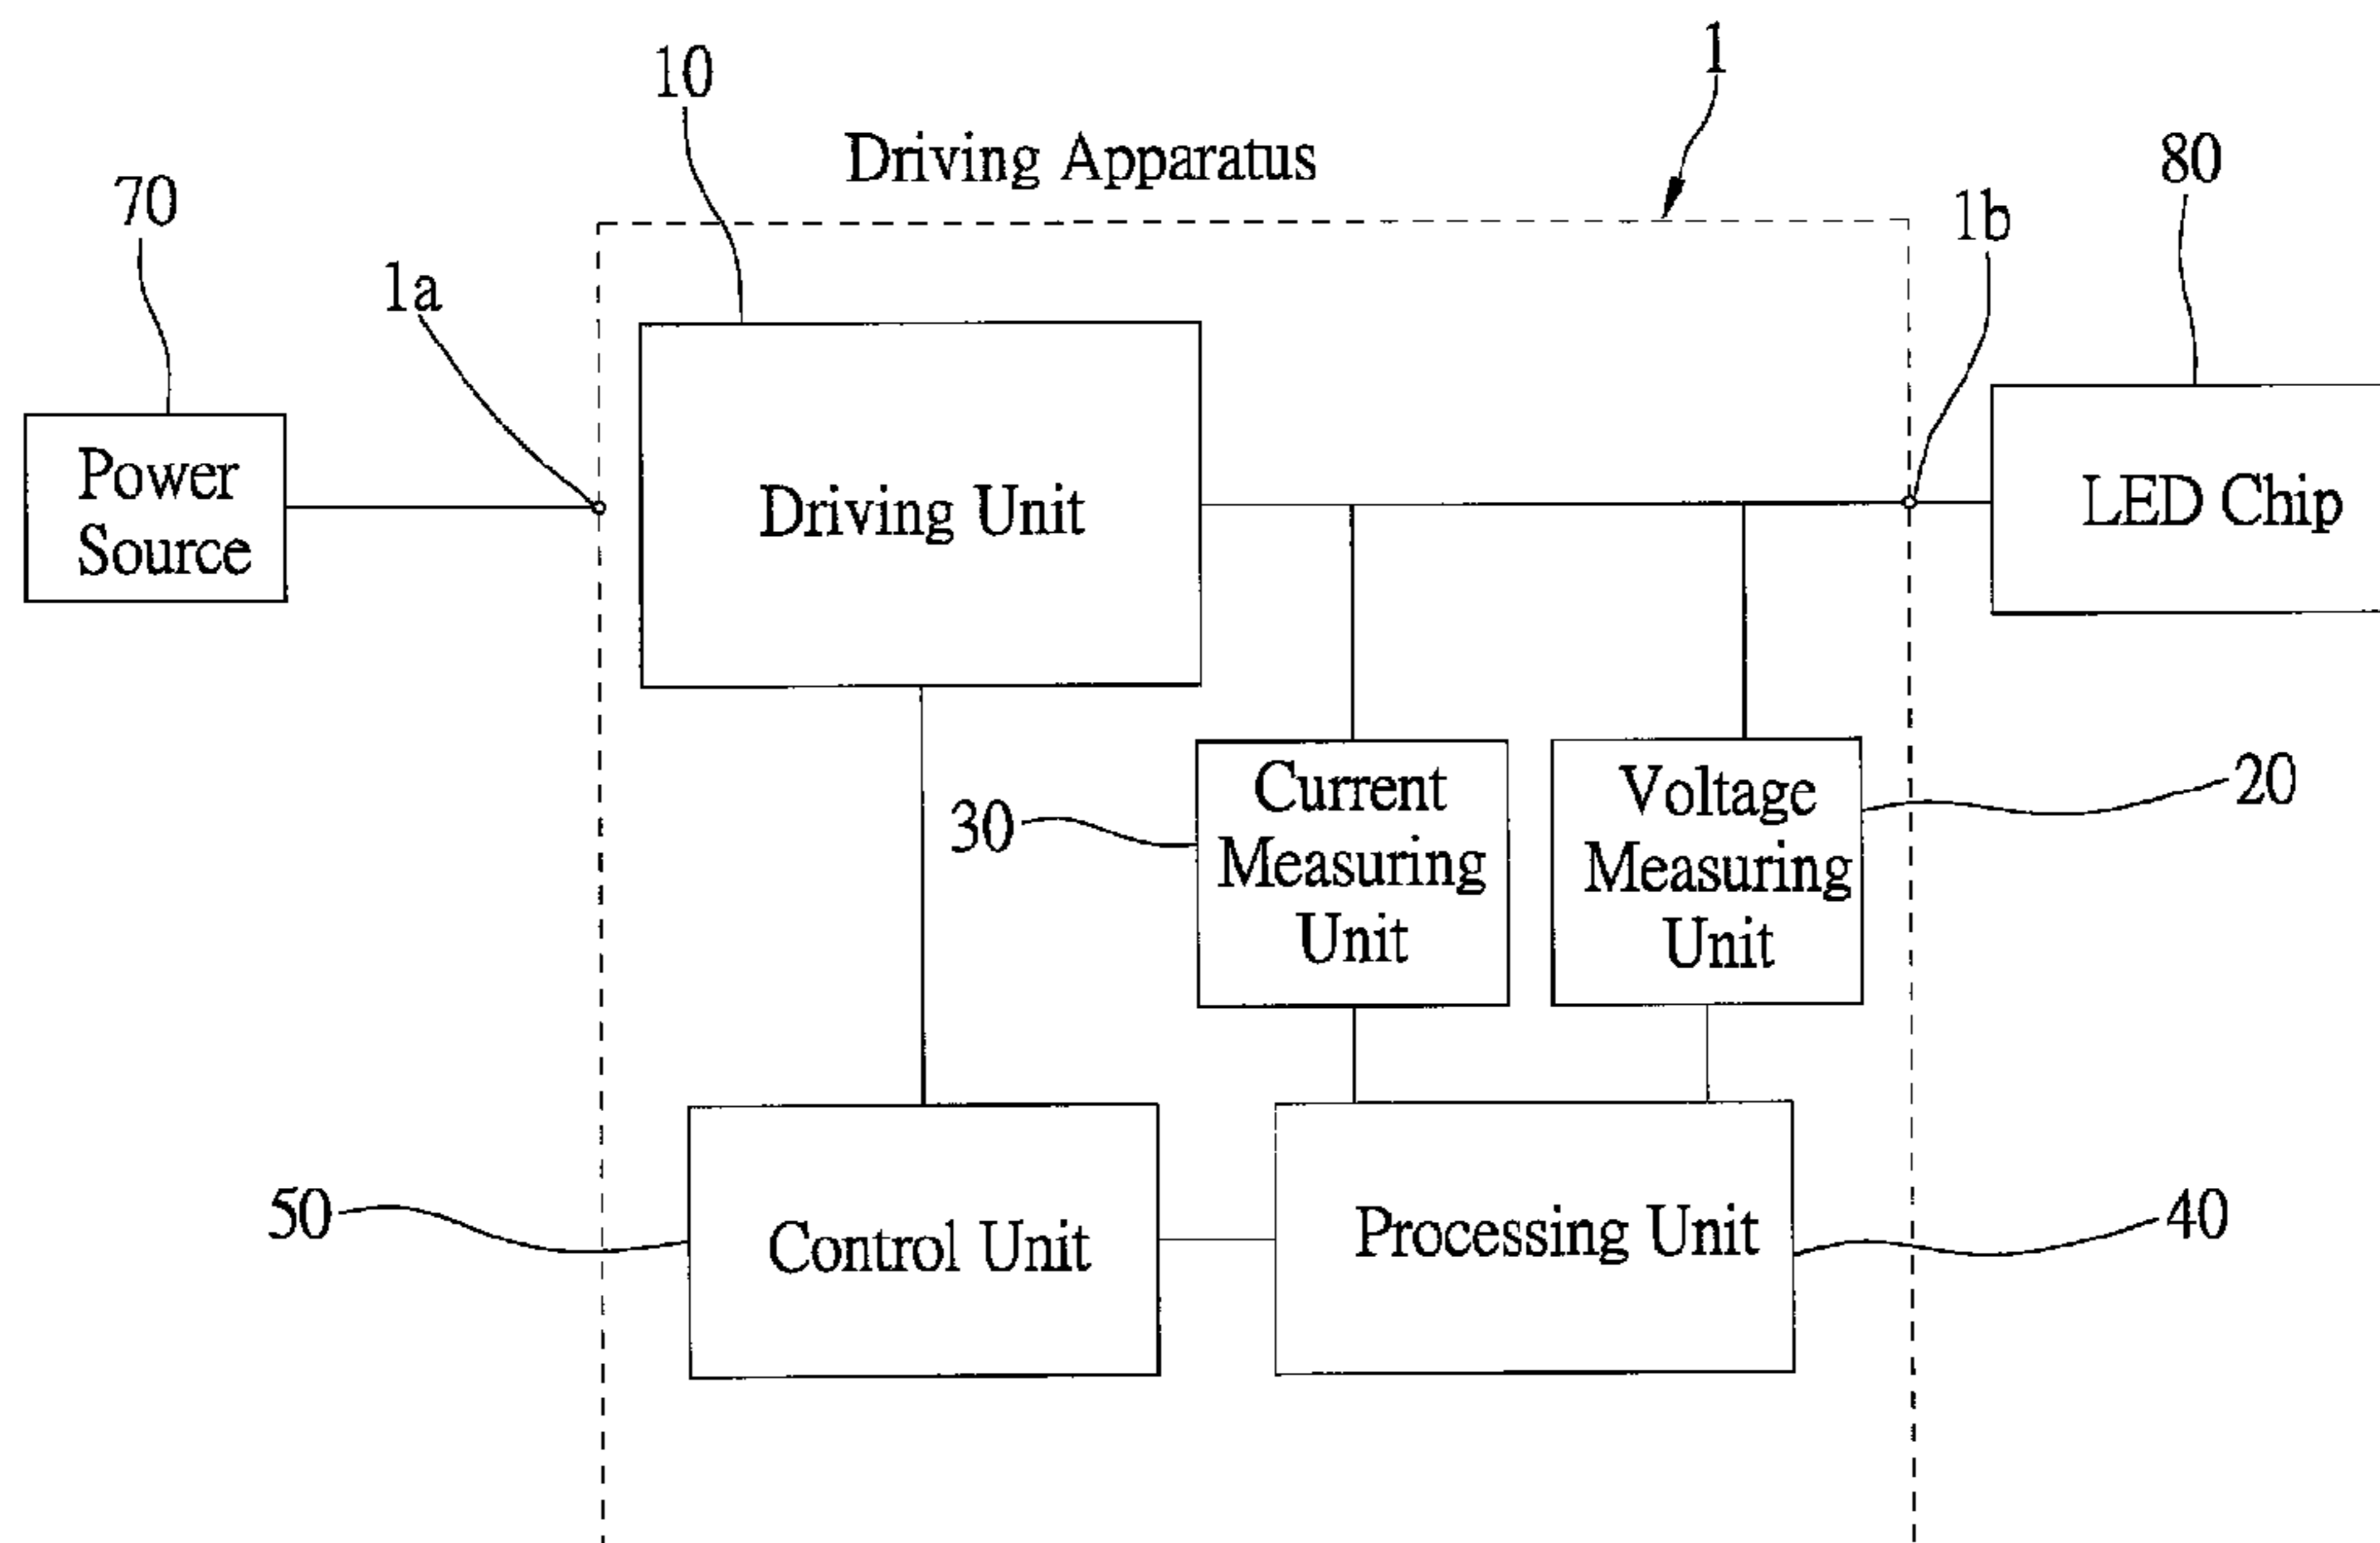 1
10
Driving Apparatus
80
70
1b
1a
Power
Source
Driving Unit
LED Chip
Current
Measuring
Unit
Voltage
Measuring
Unit
20
30
50
Control Unit
Processing Unit
40